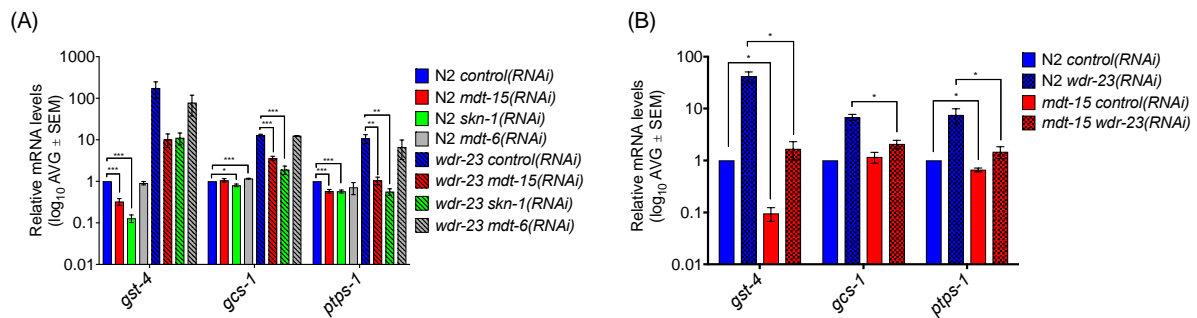 (A)
Relative mRNA levels
(log10 AVG ± SEM)
1000
100
10
1
0.1
0.01
*** *** *** * *** *** *** *** ** **
gst-4
gcs-1
ptps-1
N2 control(RNAi)
N2 mdt-15(RNAi)
N2 skn-1(RNAi)
N2 mdt-6(RNAi)
wdr-23 control(RNAi)
wdr-23 mdt-15(RNAi)
wdr-23 skn-1(RNAi)
wdr-23 mdt-6(RNAi)
(B)
Relative mRNA levels
(log10 AVG ± SEM)
100
10
1
0.1
0.01
* * * * *
gst-4
gcs-1
ptps-1
N2 control(RNAi)
N2 wdr-23(RNAi)
mdt-15 control(RNAi)
mdt-15 wdr-23(RNAi)